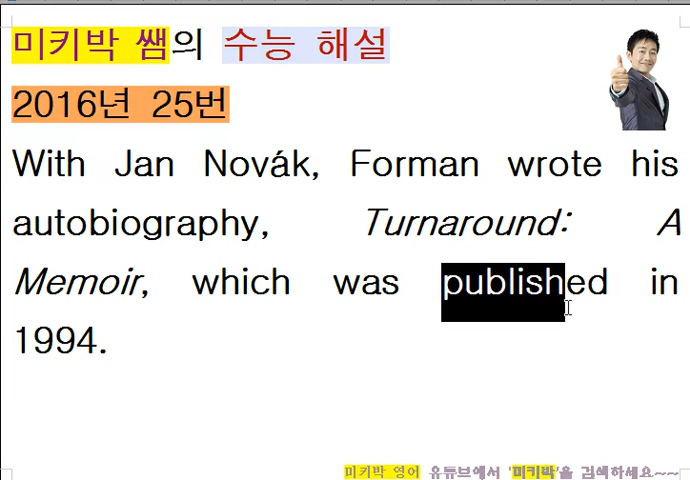 미키박 쌤의 수능 해설
2016년 25번
With Jan Novák, Forman wrote his
autobiography, Turnaround: A
Memoir, which was published in
1994.
미키박 영어 유튜브에서 '미키박'을 검색하세요~~